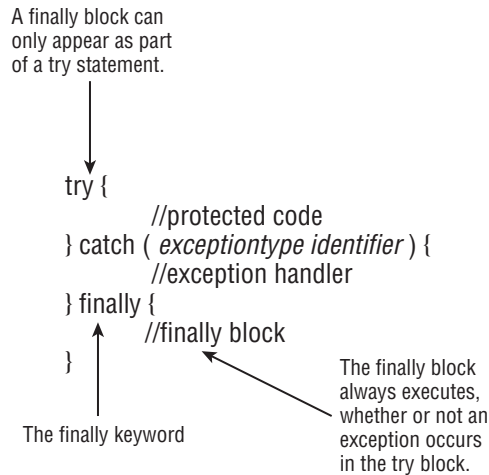 A finally block can
only appear as part
of a try statement.
try {
//protected code
} catch ( exceptiontype identifier ) {
//exception handler
} finally {
//finally block
}
The finally keyword
The finally block
always executes,
whether or not an
exception occurs
in the try block.